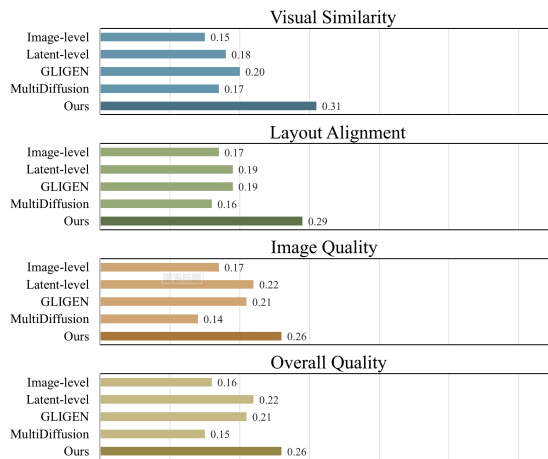 Visual Similarity
Image-level 0.15
Latent-level 0.18
GLIGEN 0.20
MultiDiffusion 0.17
Ours 0.31
Layout Alignment
Image-level 0.17
Latent-level 0.19
GLIGEN 0.19
MultiDiffusion 0.16
Ours 0.29
Image Quality
Image-level 0.17
Latent-level 0.22
GLIGEN 0.21
MultiDiffusion 0.14
Ours 0.26
Overall Quality
Image-level 0.16
Latent-level 0.22
GLIGEN 0.21
MultiDiffusion 0.15
Ours 0.26